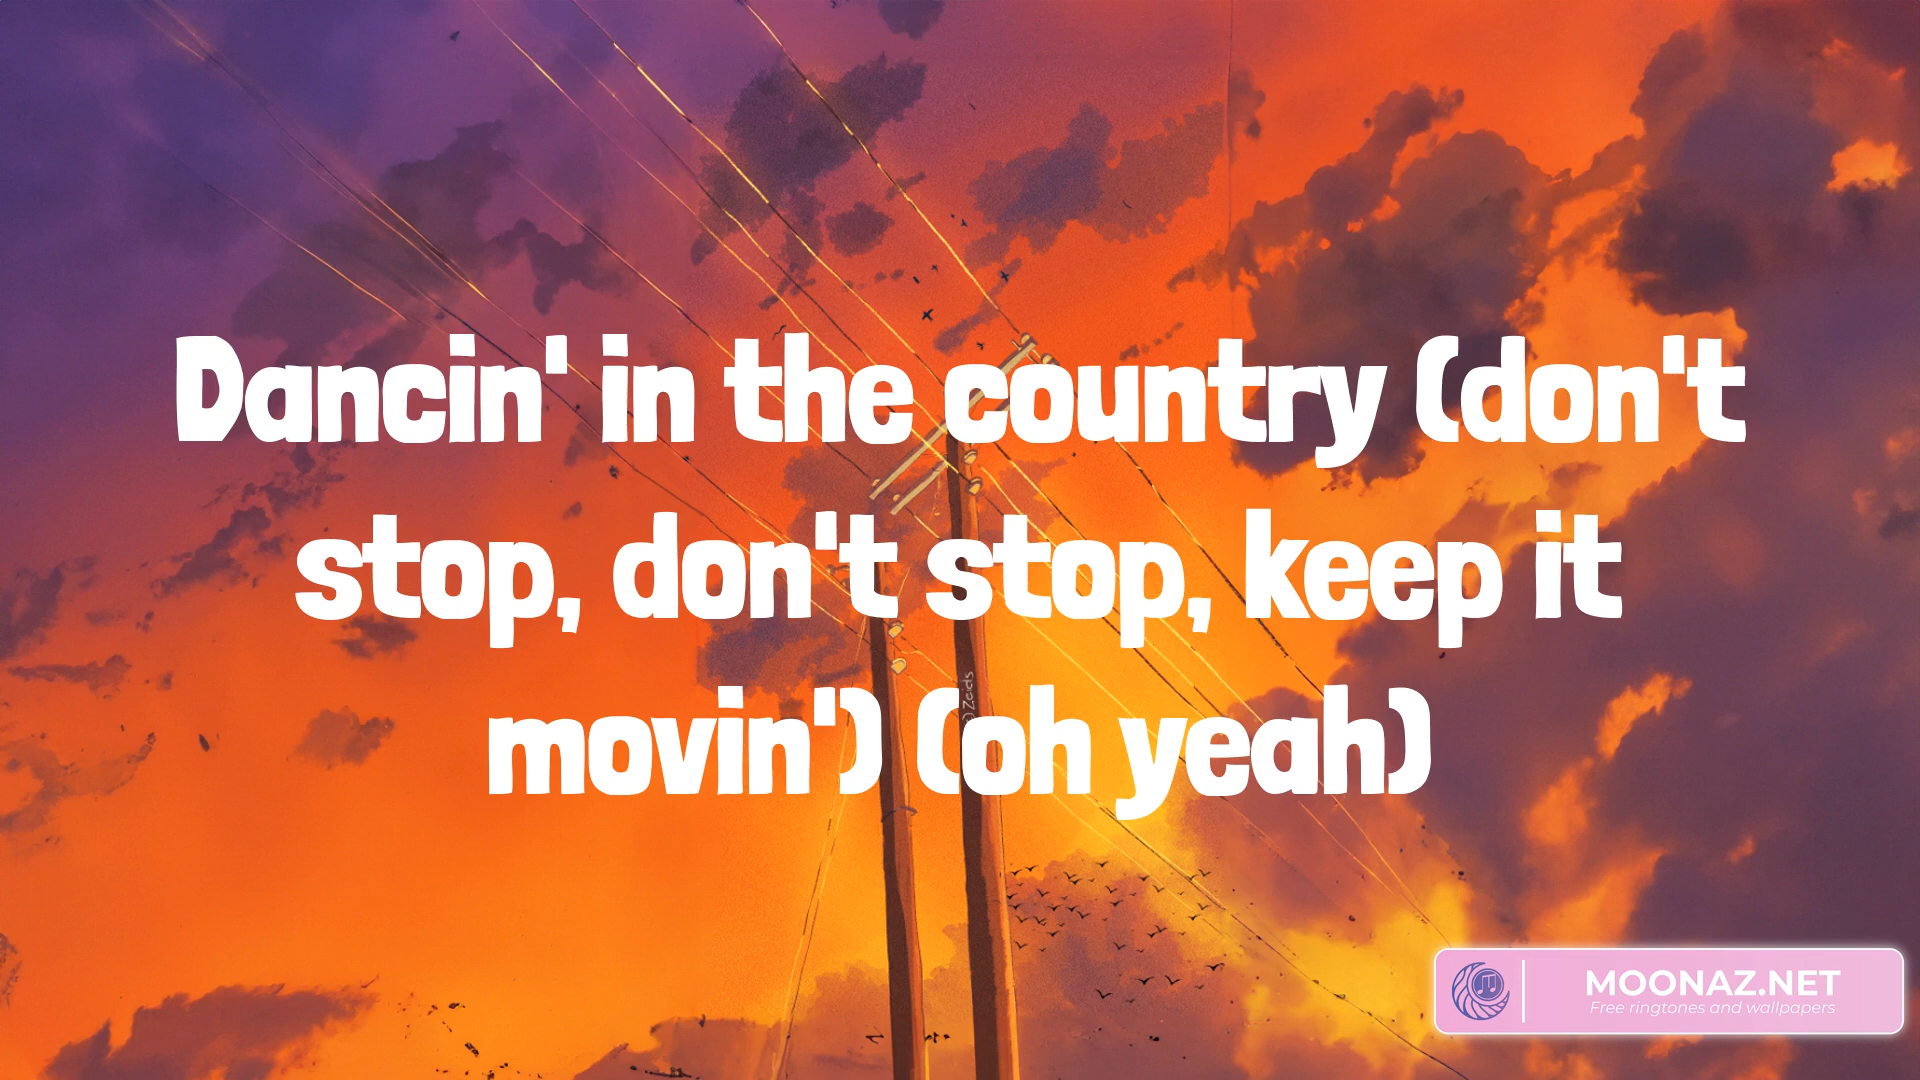 Dancin' in the country (don't
stop, don't stop, keep it
movin') (oh yeah)
Zeids
MOONAZ.NET
Free ringtones and wallpapers